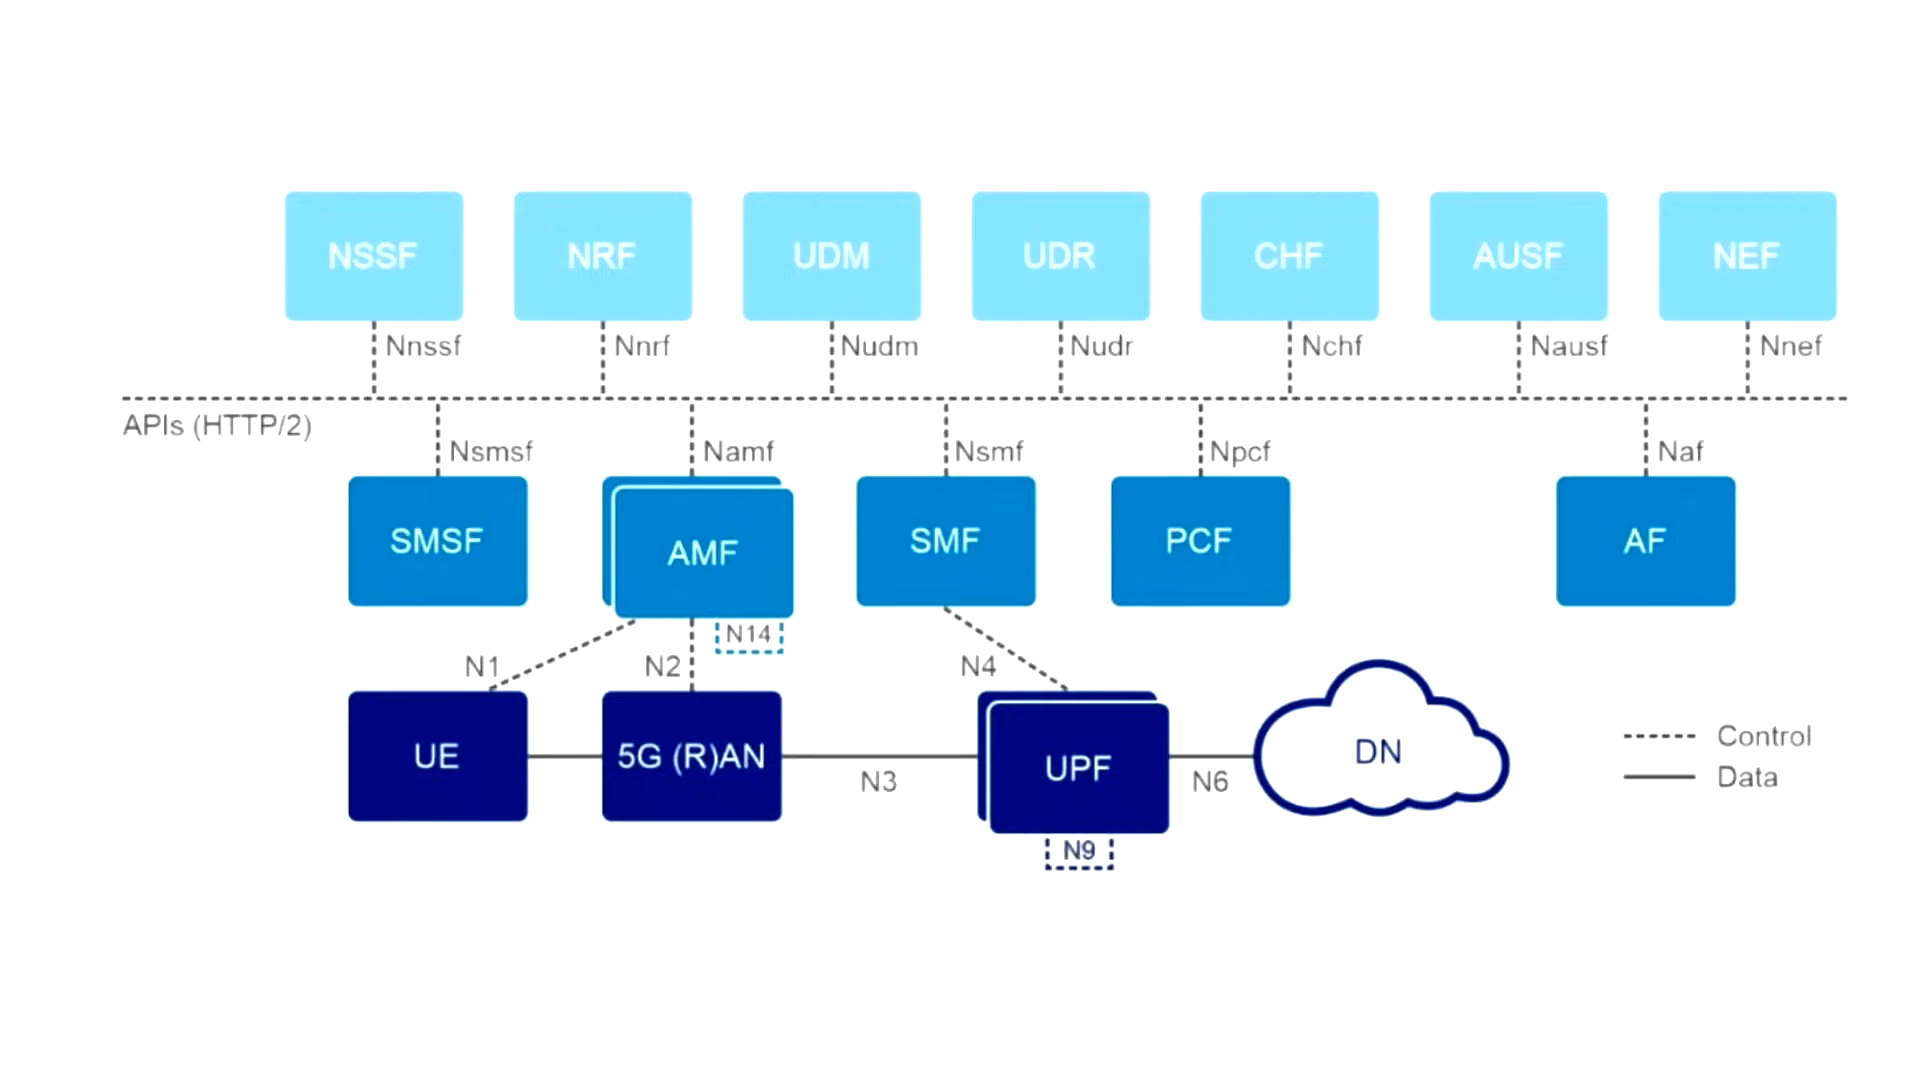 NSSF
NRF
UDM
UDR
CHF
AUSF
NEF
Nnssf
Nnrf
Nudm
Nudr
Nchf
Nausf
Nnef
APIs (HTTP/2)
Nsmsf
Namf
Nsmf
Npcf
Naf
SMSF
AMF
SMF
PCF
AF
N14
N1
N2
N4
UE
5G (R)AN
N3
UPF
N6
DN
Control
Data
N9